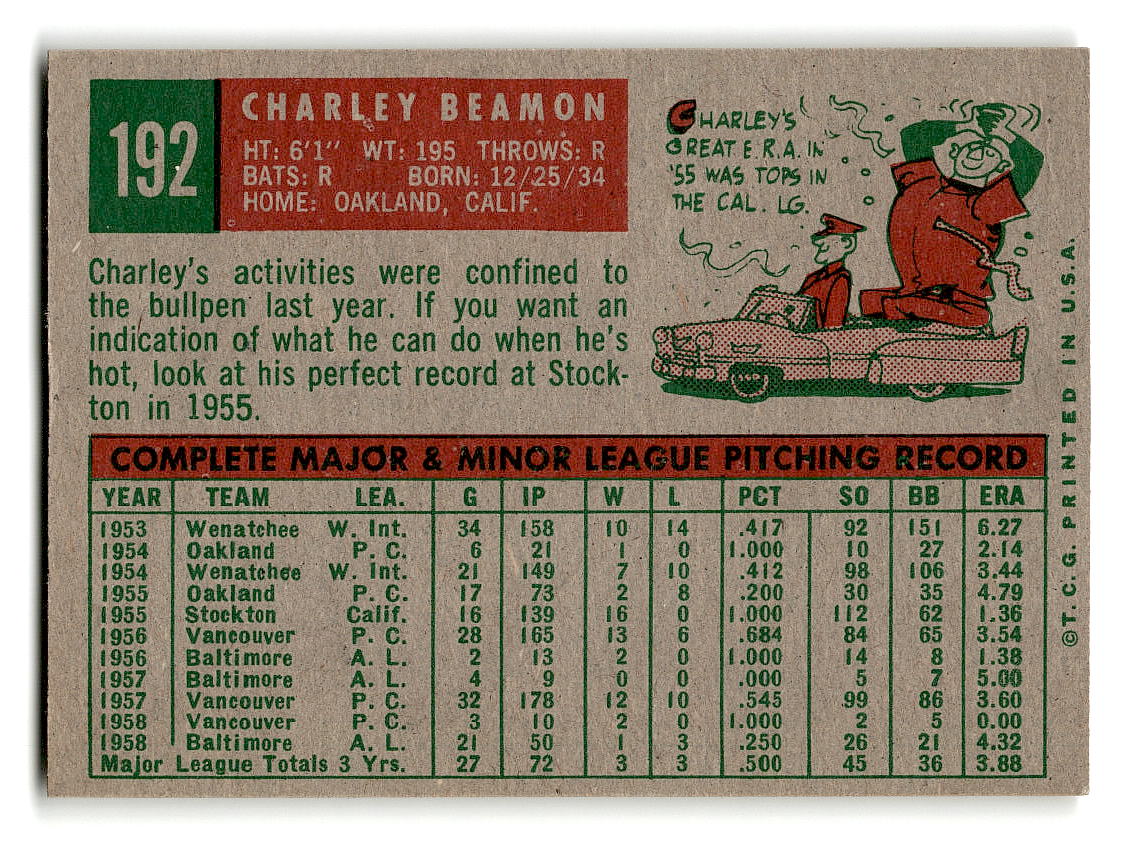 192
CHARLEY BEAMON
HT: 6'1" WT: 195 THROWS: R
BATS: R BORN: 12/25/34
HOME: OAKLAND, CALIF.
CHARLEY'S
GREAT E.R.A. IN
'55 WAS TOPS IN
THE CAL. LG.
Charley's activities were confined to
the bullpen last year. If you want an
indication of what he can do when he's
hot, look at his perfect record at Stock-
ton in 1955.
COMPLETE MAJOR & MINOR LEAGUE PITCHING RECORD
YEAR TEAM LEA. G IP W L PCT SO BB ERA
1953 Wenatchee W. Int. 34 158 10 14 .417 92 151 6.27
1954 Oakland P. C. 6 21 1 0 1.000 10 27 2.14
1954 Wenatchee W. Int. 21 149 7 10 .412 98 106 3.44
1955 Oakland P. C. 17 73 2 8 .200 30 35 4.79
1955 Stockton Calif. 16 139 16 0 1.000 112 62 1.36
1956 Vancouver P. C. 28 165 13 6 .684 84 65 3.54
1956 Baltimore A. L. 2 13 2 0 1.000 14 8 1.38
1957 Baltimore A. L. 4 9 0 0 .000 5 7 5.00
1957 Vancouver P. C. 32 178 12 10 .545 99 86 3.60
1958 Vancouver P. C. 3 10 2 0 1.000 2 5 0.00
1958 Baltimore A. L. 21 50 1 3 .250 26 21 4.32
Major League Totals 3 Yrs. 27 72 3 3 .500 45 36 3.88
©T. C. G. PRINTED IN U.S.A.